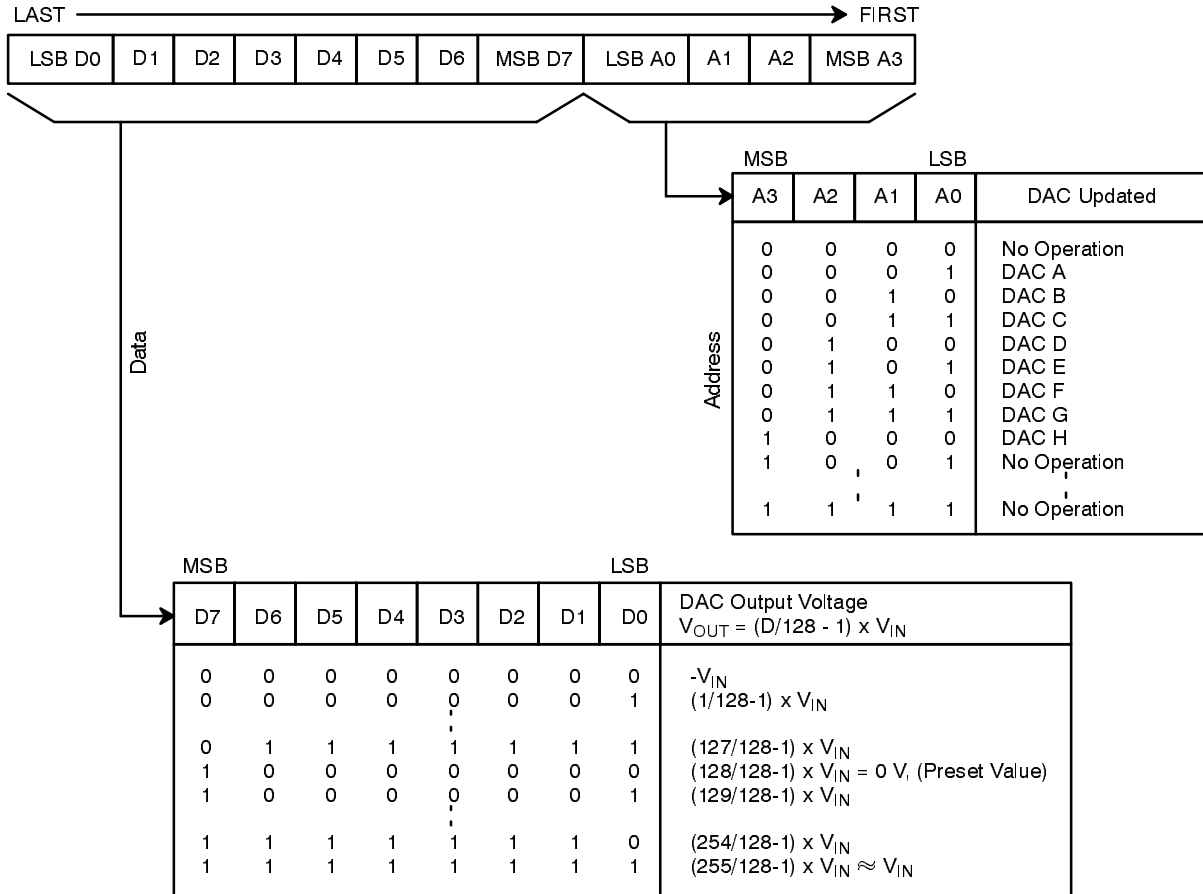 LAST FIRST
LSB D0 D1 D2 D3 D4 D5 D6 MSB D7 LSB A0 A1 A2 MSB A3
MSB LSB
A3 A2 A1 A0 DAC Updated
0 0 0 0 No Operation
0 0 0 1 DAC A
0 0 1 0 DAC B
0 0 1 1 DAC C
0 1 0 0 DAC D
0 1 0 1 DAC E
0 1 1 0 DAC F
0 1 1 1 DAC G
1 0 0 0 DAC H
1 0 0 1 No Operation
1 1 1 1 No Operation
Address
Data
MSB LSB
D7 D6 D5 D4 D3 D2 D1 D0 DAC Output Voltage
VOUT = (D/128 - 1) x VIN
0 0 0 0 0 0 0 0 -VIN
0 0 0 0 0 0 0 1 (1/128-1) x VIN
0 1 1 1 1 1 1 1 (127/128-1) x VIN
1 0 0 0 0 0 0 0 (128/128-1) x VIN = 0 V, (Preset Value)
1 0 0 0 0 0 0 1 (129/128-1) x VIN
1 1 1 1 1 1 1 0 (254/128-1) x VIN
1 1 1 1 1 1 1 1 (255/128-1) x VIN ≈ VIN